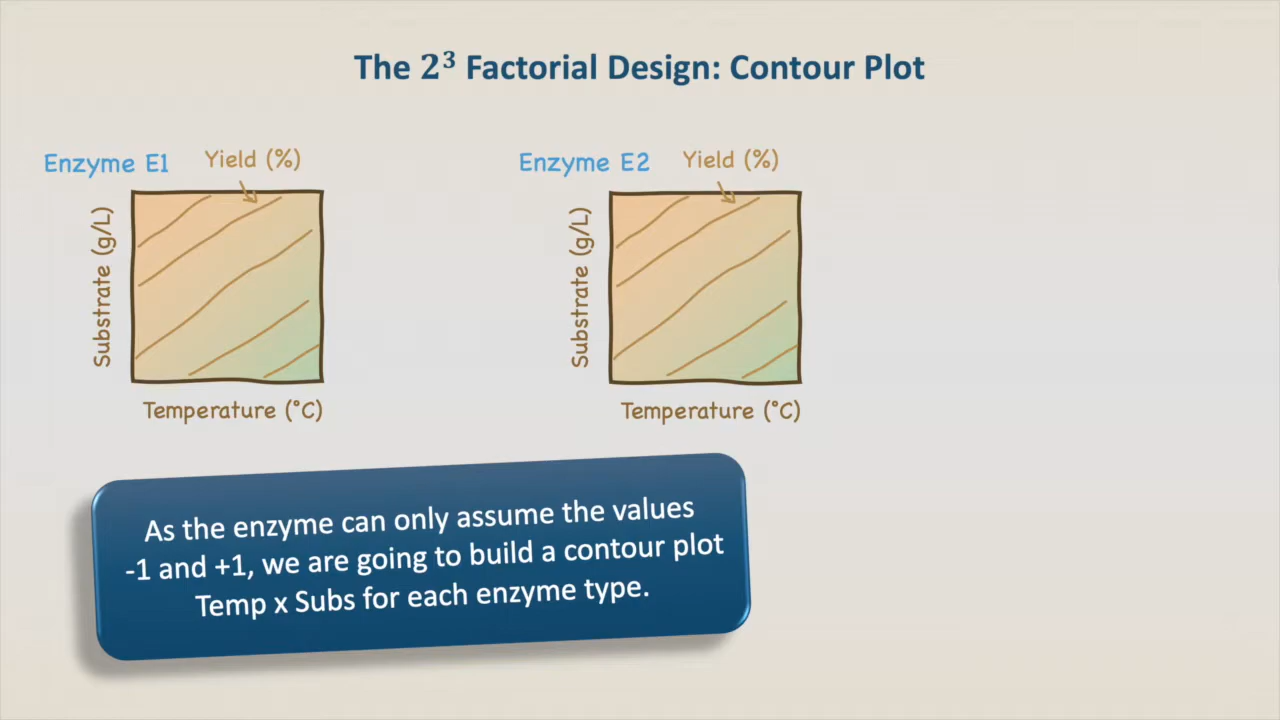 The 2³ Factorial Design: Contour Plot
Enzyme E1
Yield (%)
Substrate (g/L)
Temperature (°C)
Enzyme E2
Yield (%)
Substrate (g/L)
Temperature (°C)
As the enzyme can only assume the values
-1 and +1, we are going to build a contour plot
Temp x Subs for each enzyme type.